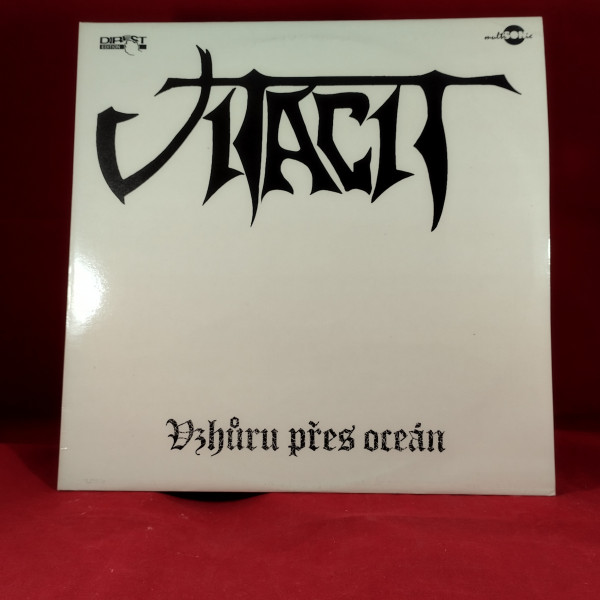 DIREST
EDITION
multiSONic
VITACIT
Vzhůru přes oceán